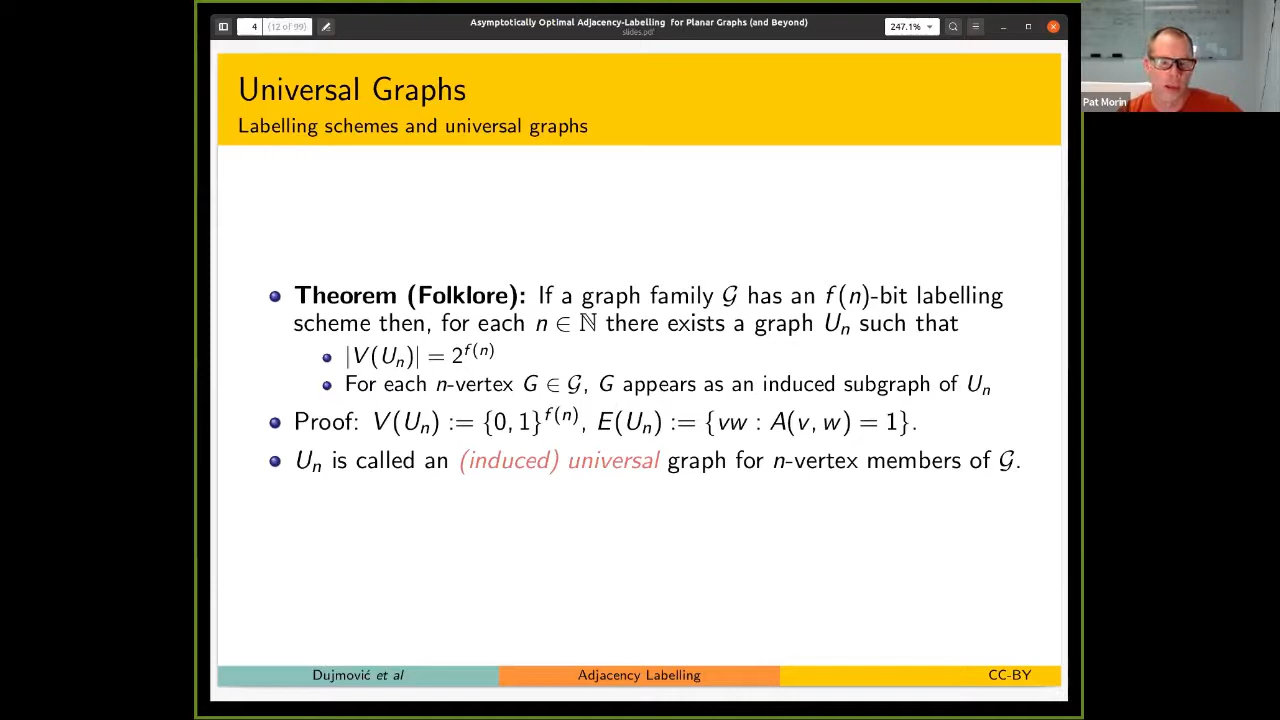 Asymptotically Optimal Adjacency-Labelling for Planar Graphs (and Beyond)
slides.pdf
4 (12 of 99)
247.1%
Pat Morin
Universal Graphs
Labelling schemes and universal graphs
Theorem (Folklore): If a graph family 𝒢 has an f(n)-bit labelling
scheme then, for each n ∈ ℕ there exists a graph Uₙ such that
|V(Uₙ)| = 2^{f(n)}
For each n-vertex G ∈ 𝒢, G appears as an induced subgraph of Uₙ
Proof: V(Uₙ) := {0, 1}^{f(n)}, E(Uₙ) := {vw : A(v, w) = 1}.
Uₙ is called an (induced) universal graph for n-vertex members of 𝒢.
Dujmović et al
Adjacency Labelling
CC-BY